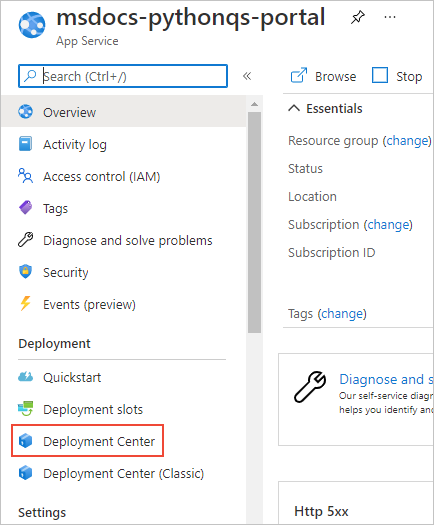 msdocs-pythonqs-portal
App Service
Search (Ctrl+/)
«
Overview
Activity log
Access control (IAM)
Tags
Diagnose and solve problems
Security
Events (preview)
Deployment
Quickstart
Deployment slots
Deployment Center
Deployment Center (Classic)
Settings
Browse
Stop
Essentials
Resource group (change)
Status
Location
Subscription (change)
Subscription ID
Tags (change)
Diagnose and s
Our self-service diag
helps you identify an
Http 5xx